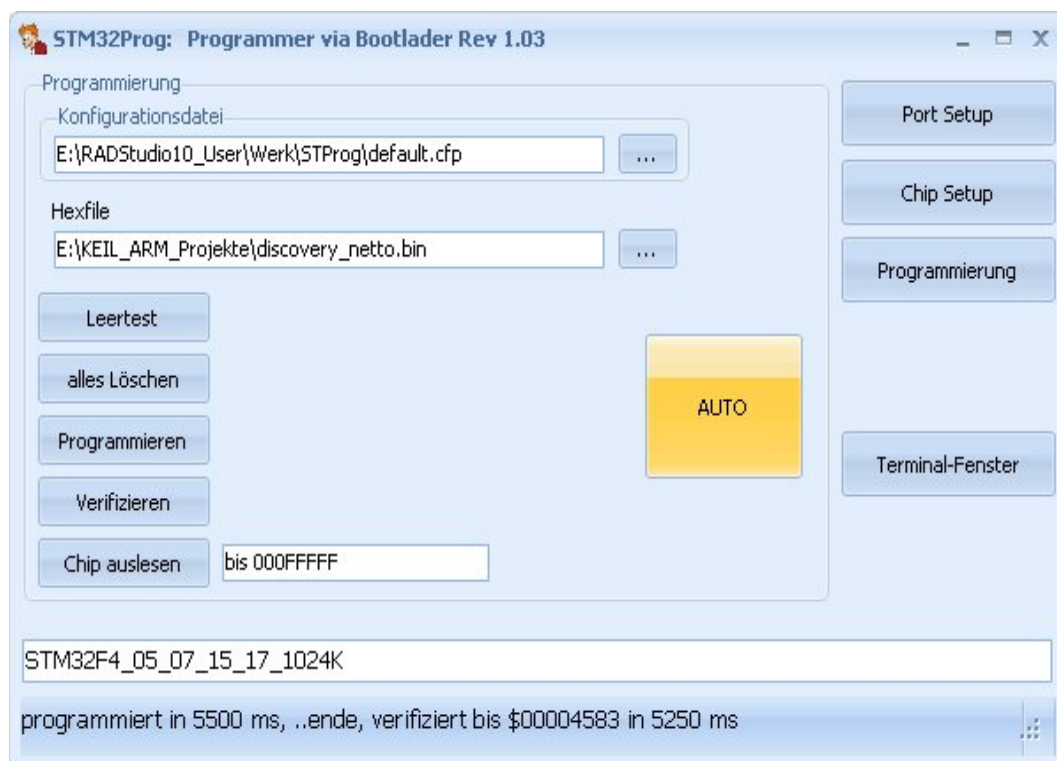 STM32Prog: Programmer via Bootlader Rev 1.03
Programmierung
Konfigurationsdatei
E:\RADStudio10_User\Werk\STProg\default.cfp
...
Hexfile
E:\KEIL_ARM_Projekte\discovery_netto.bin
...
Leertest
alles Löschen
Programmieren
Verifizieren
Chip auslesen
bis 000FFFFF
AUTO
Port Setup
Chip Setup
Programmierung
Terminal-Fenster
STM32F4_05_07_15_17_1024K
programmiert in 5500 ms, ..ende, verifiziert bis $00004583 in 5250 ms